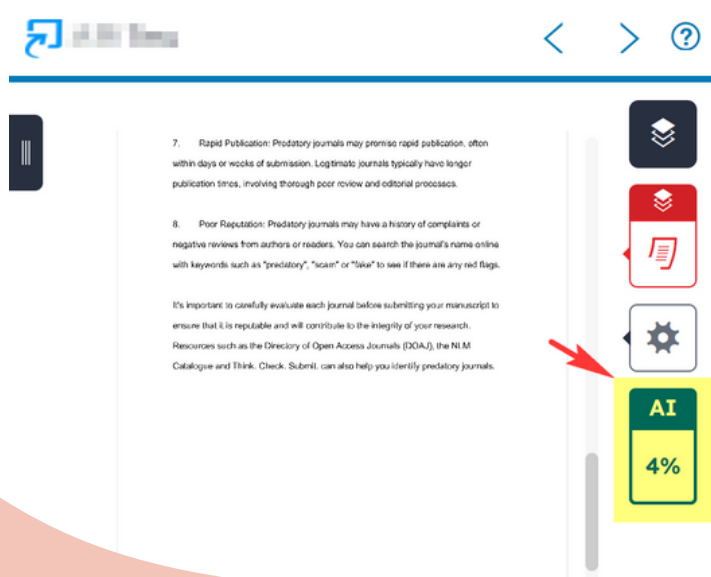 7. Rapid Publication: Predatory journals may promise rapid publication, often
within days or weeks of submission. Legitimate journals typically have longer
publication times, involving thorough peer review and editorial processes.
8. Poor Reputation: Predatory journals may have a history of complaints or
negative reviews from authors or readers. You can search the journal's name online
with keywords such as "predatory", "scam" or "fake" to see if there are any red flags.
It's important to carefully evaluate each journal before submitting your manuscript to
ensure that it is reputable and will contribute to the integrity of your research.
Resources such as the Directory of Open Access Journals (DOAJ), the NLM
Catalogue and Think. Check. Submit. can also help you identify predatory journals.
AI
4%